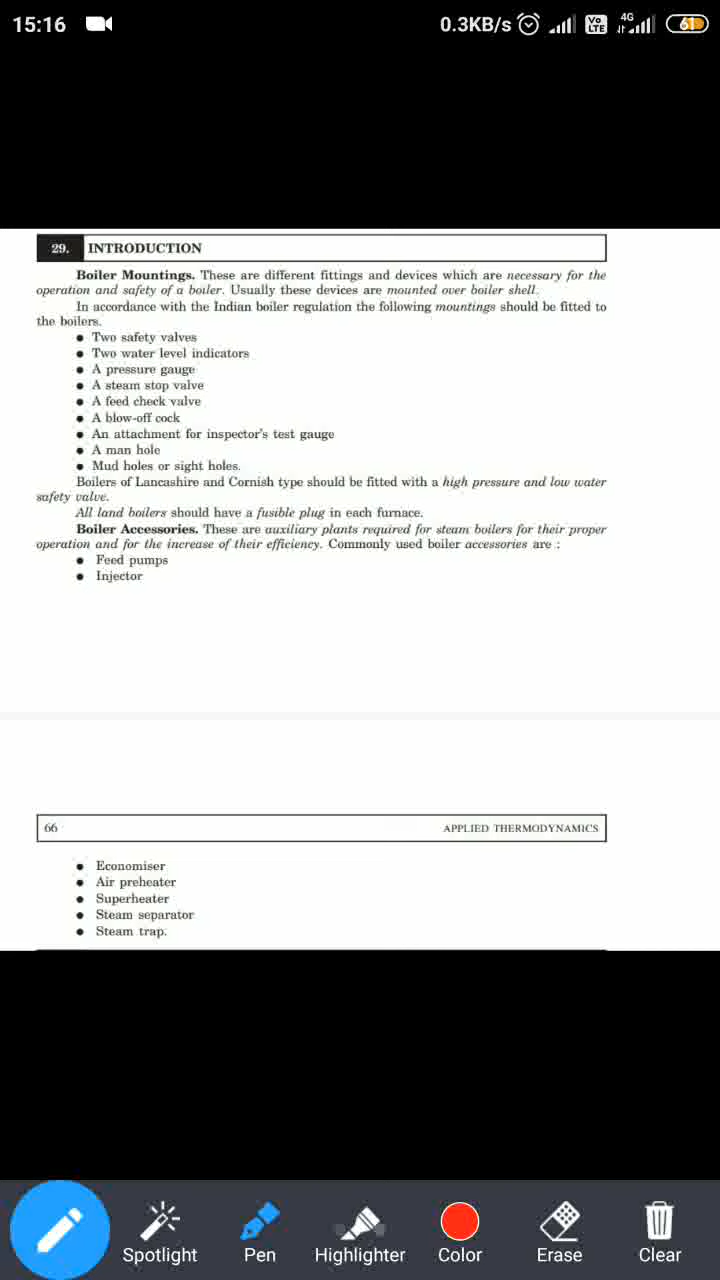 15:16 0.3KB/s Vo LTE 4G 61
29. INTRODUCTION
Boiler Mountings. These are different fittings and devices which are necessary for the
operation and safety of a boiler. Usually these devices are mounted over boiler shell.
In accordance with the Indian boiler regulation the following mountings should be fitted to
the boilers.
● Two safety valves
● Two water level indicators
● A pressure gauge
● A steam stop valve
● A feed check valve
● A blow-off cock
● An attachment for inspector's test gauge
● A man hole
● Mud holes or sight holes.
Boilers of Lancashire and Cornish type should be fitted with a high pressure and low water
safety valve.
All land boilers should have a fusible plug in each furnace.
Boiler Accessories. These are auxiliary plants required for steam boilers for their proper
operation and for the increase of their efficiency. Commonly used boiler accessories are :
● Feed pumps
● Injector
66 APPLIED THERMODYNAMICS
● Economiser
● Air preheater
● Superheater
● Steam separator
● Steam trap.
Spotlight Pen Highlighter Color Erase Clear